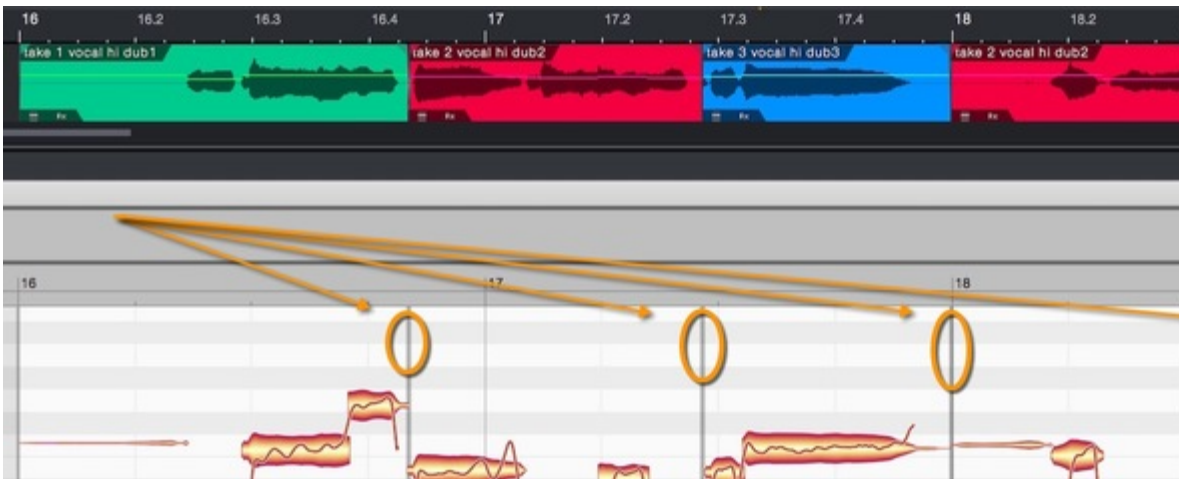 16 16.2 16.3 16.4 17 17.2 17.3 17.4 18 18.2
take 1 vocal hi dub1 take 2 vocal hi dub2 take 3 vocal hi dub3 take 2 vocal hi dub2
16 17 18